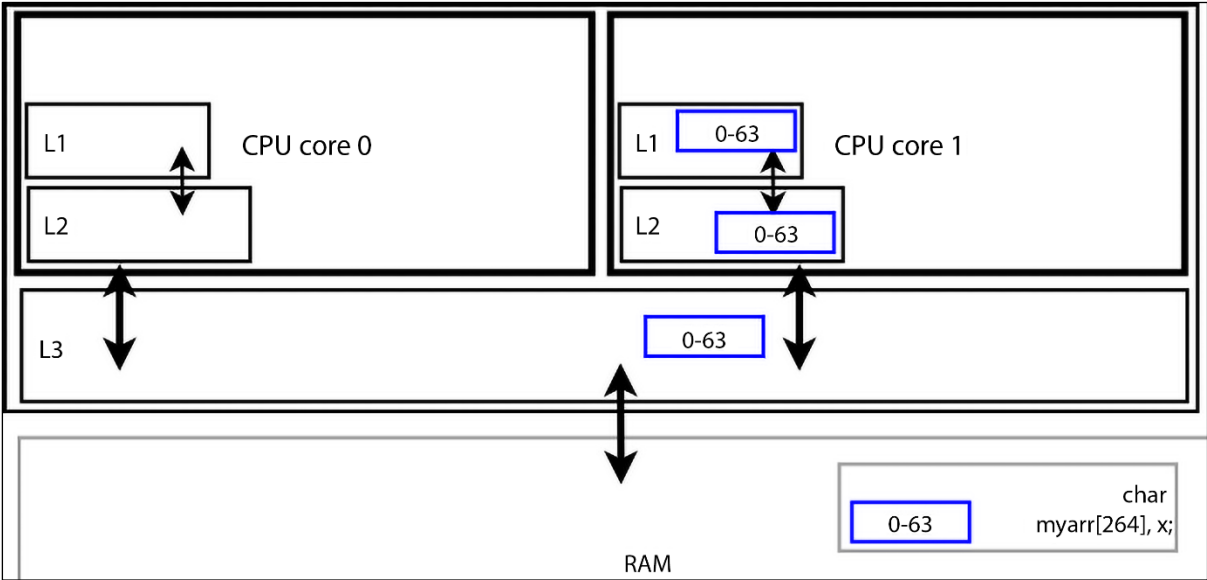 L1
0-63
CPU core 0
L1
CPU core 1
L2
L2
0-63
L3
0-63
char
0-63
myarr[264], x;
RAM